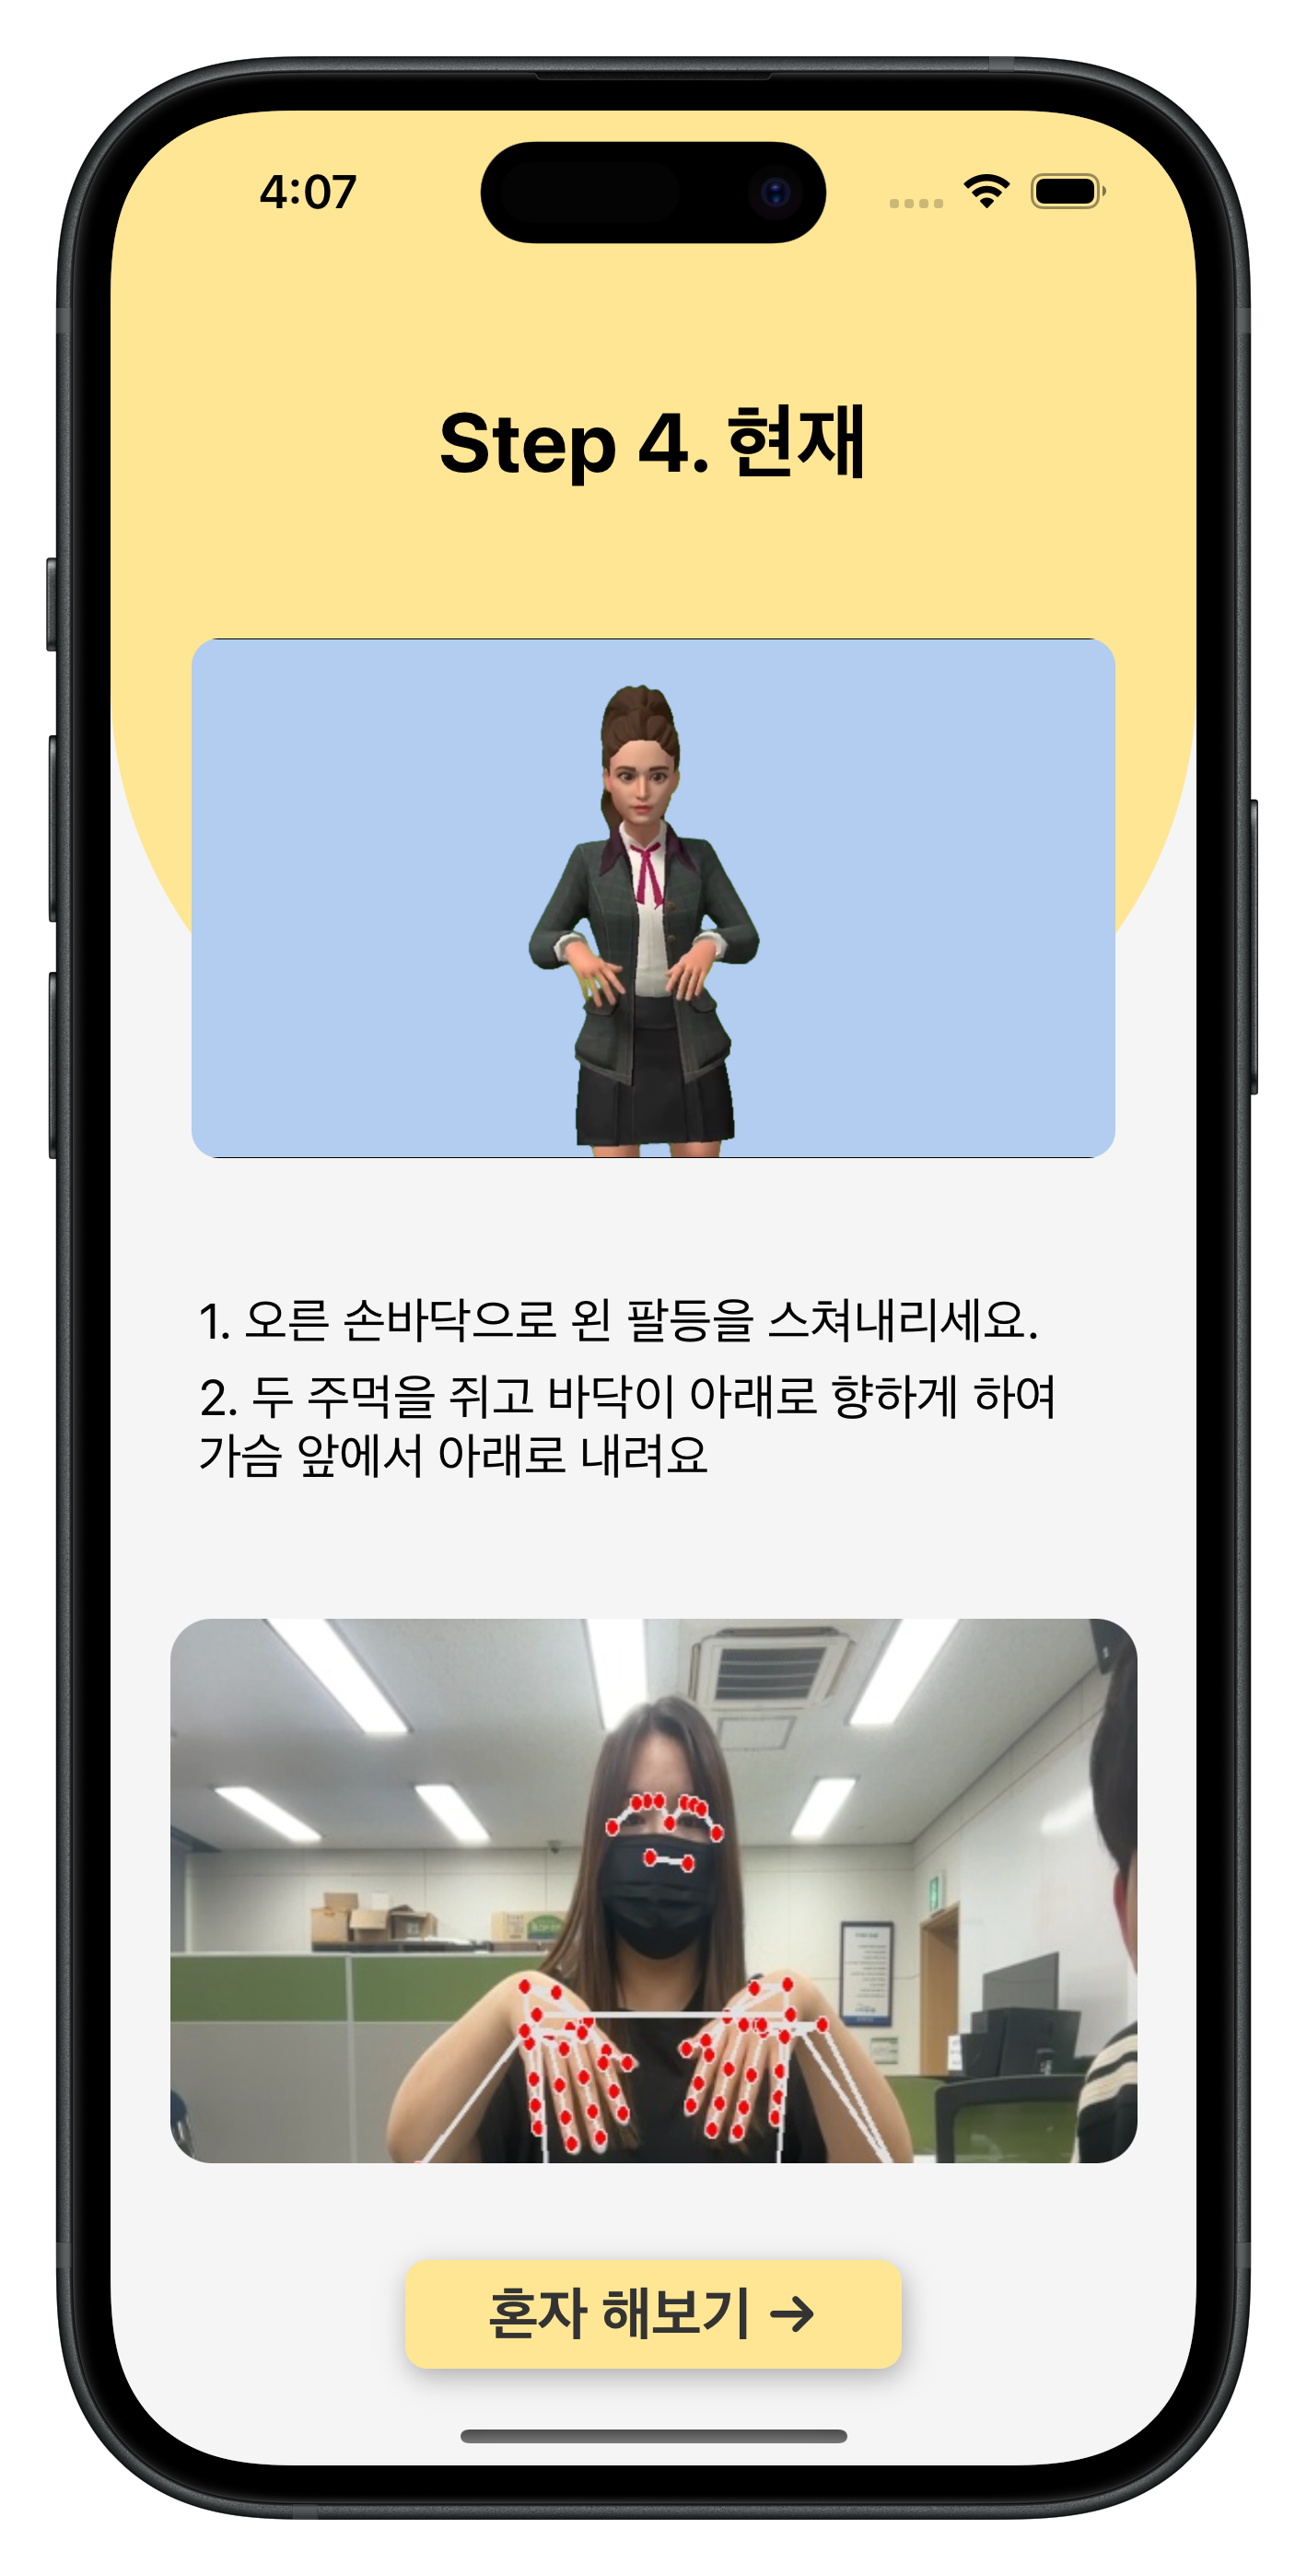 4:07
Step 4. 현재
1. 오른 손바닥으로 왼 팔등을 스쳐내리세요.
2. 두 주먹을 쥐고 바닥이 아래로 향하게 하여
가슴 앞에서 아래로 내려요
혼자 해보기 →